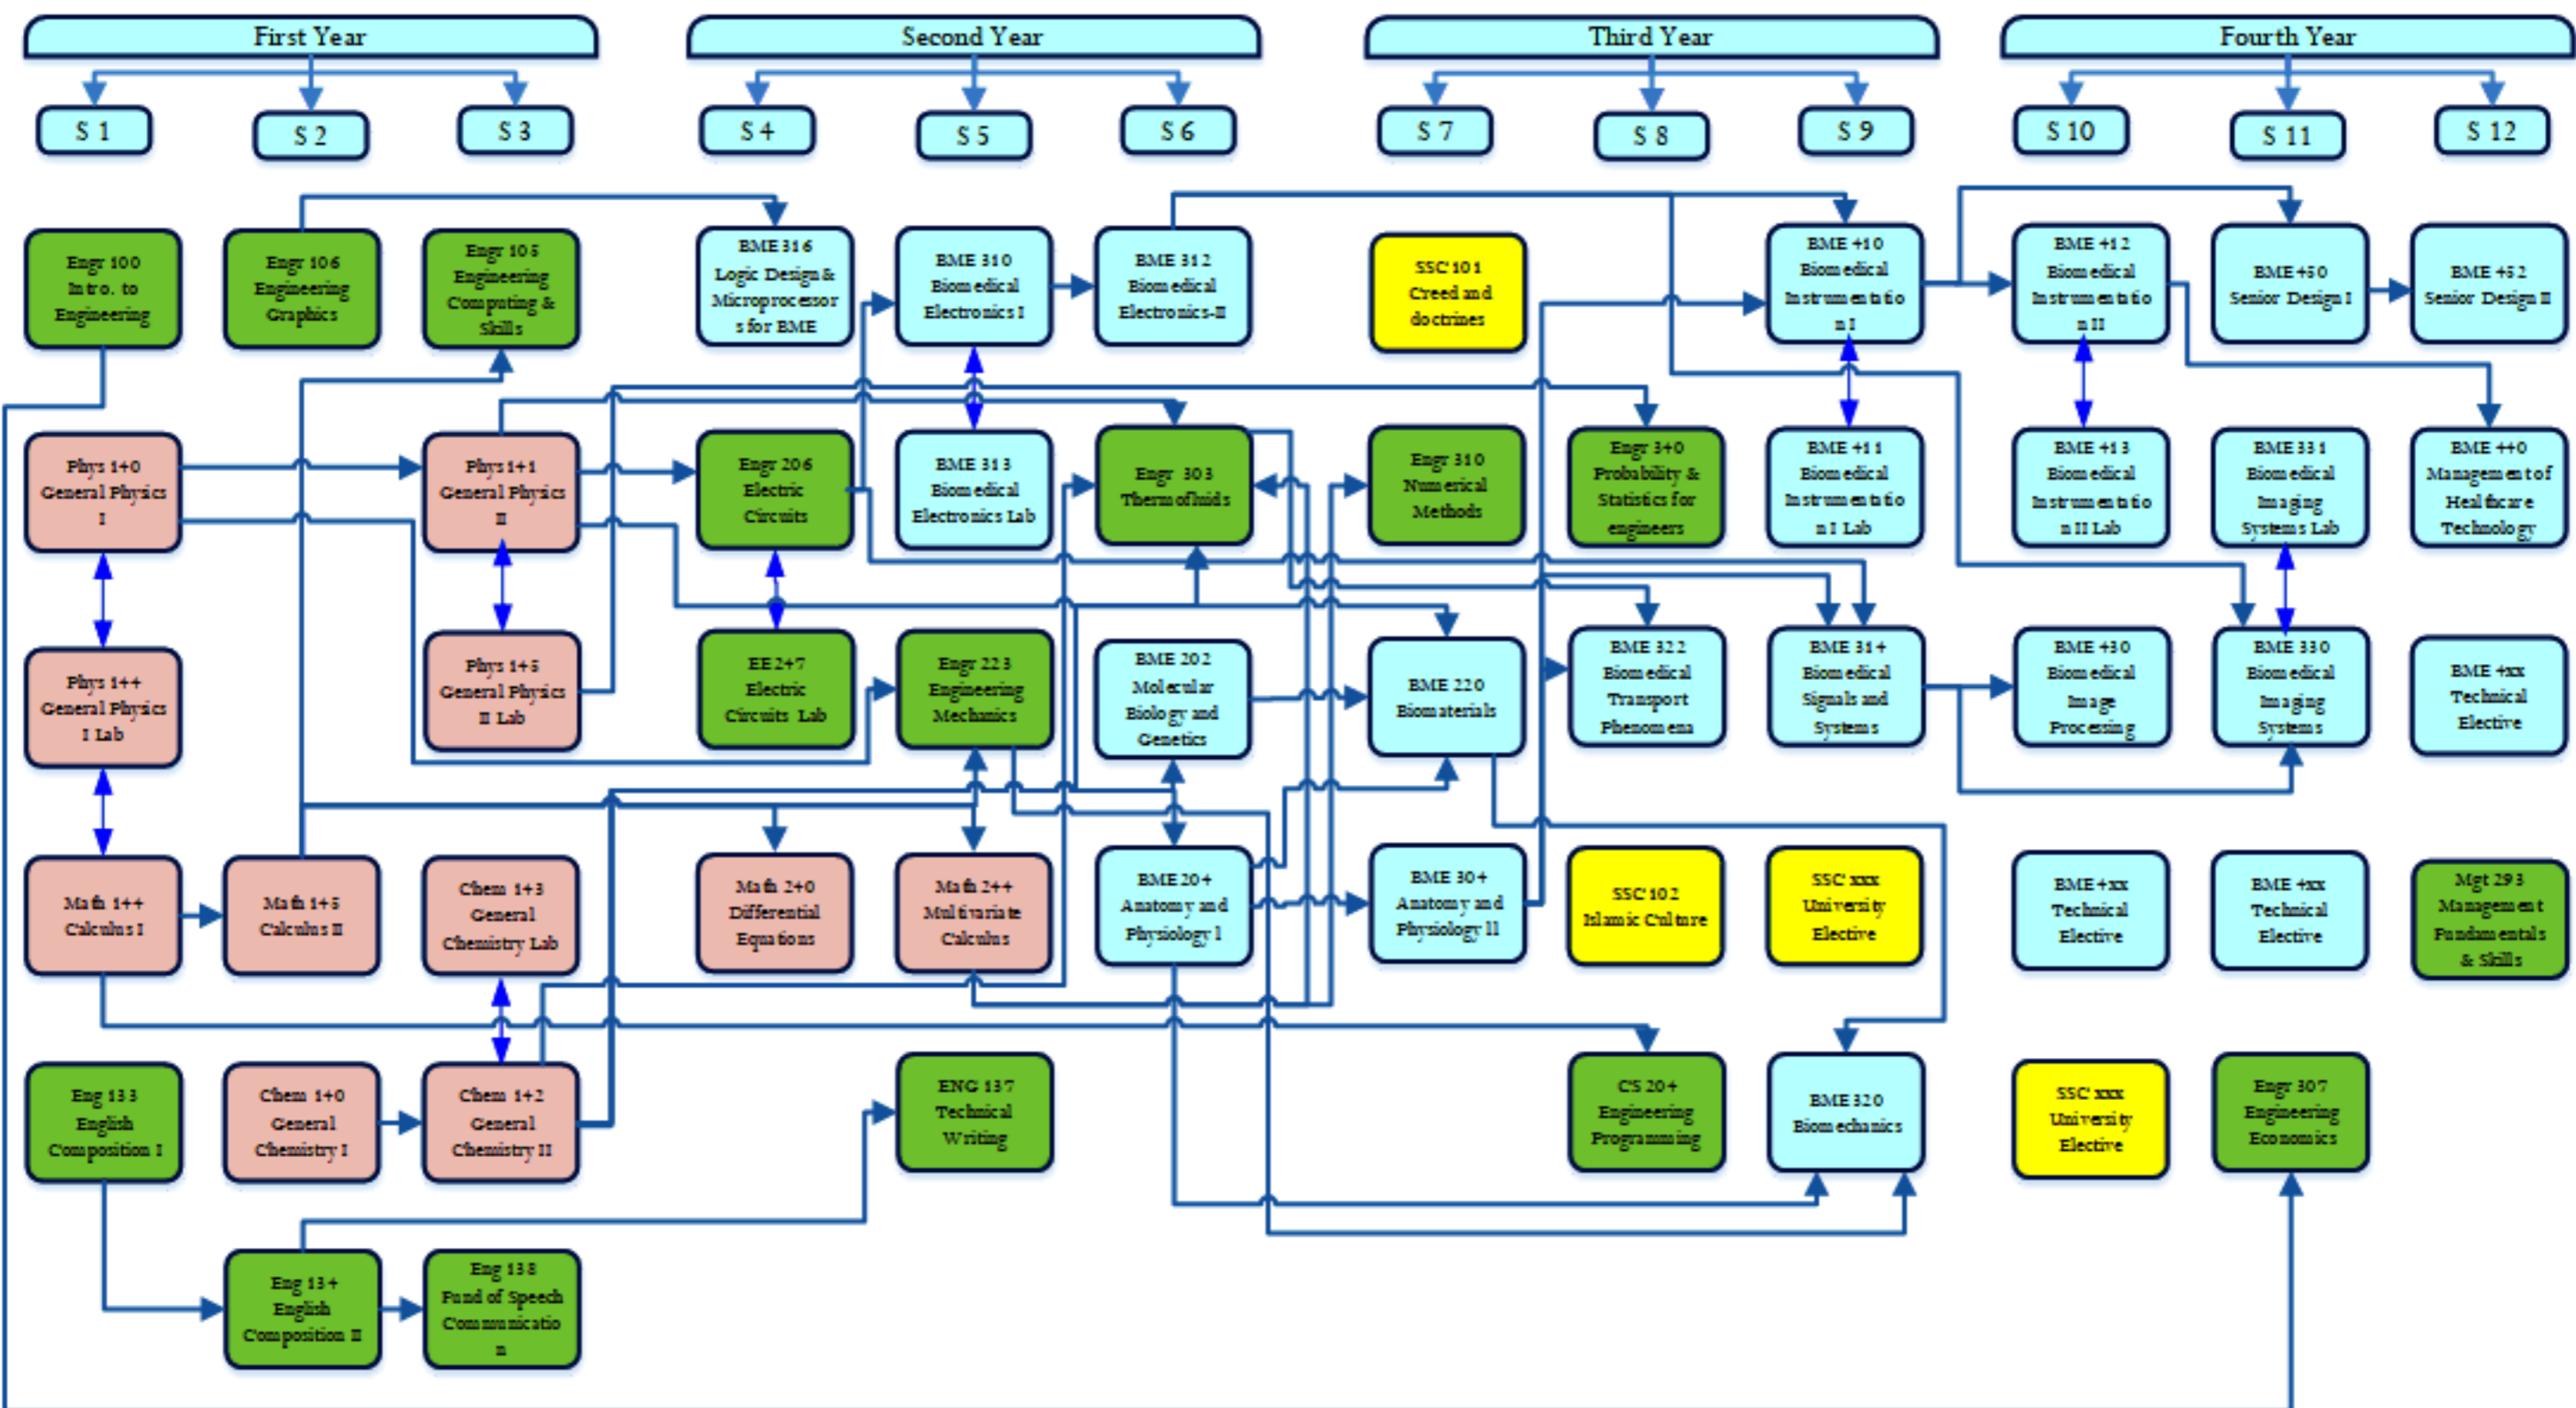 First Year
Second Year
Third Year
Fourth Year
S 1
S 2
S 3
S 4
S 5
S 6
S 7
S 8
S 9
S 10
S 11
S 12
Engr 100
Intro. to
Engineering
Engr 106
Engineering
Graphics
Engr 105
Engineering
Computing &
Skills
BME 316
Logic Design &
Microprocessor
s for BME
BME 310
Biomedical
Electronics I
BME 312
Biomedical
Electronics-II
SSC 101
Creed and
doctrines
BME 410
Biomedical
Instrumentatio
n I
BME 412
Biomedical
Instrumentatio
n II
BME 450
Senior Design I
BME 452
Senior Design II
Phys 140
General Physics
I
Phys 141
General Physics
II
Engr 206
Electric
Circuits
BME 313
Biomedical
Electronics Lab
Engr 303
Thermofluids
Engr 310
Numerical
Methods
Engr 340
Probability &
Statistics for
engineers
BME 411
Biomedical
Instrumentatio
n I Lab
BME 413
Biomedical
Instrumentatio
n II Lab
BME 331
Biomedical
Imaging
Systems Lab
BME 440
Management of
Healthcare
Technology
Phys 144
General Physics
I Lab
Phys 145
General Physics
II Lab
EE 247
Electric
Circuits Lab
Engr 223
Engineering
Mechanics
BME 202
Molecular
Biology and
Genetics
BME 220
Biomaterials
BME 322
Biomedical
Transport
Phenomena
BME 314
Biomedical
Signals and
Systems
BME 430
Biomedical
Image
Processing
BME 330
Biomedical
Imaging
Systems
BME 4xx
Technical
Elective
Math 144
Calculus I
Math 145
Calculus II
Chem 143
General
Chemistry Lab
Math 240
Differential
Equations
Math 244
Multivariate
Calculus
BME 204
Anatomy and
Physiology l
BME 304
Anatomy and
Physiology ll
SSC 102
Islamic Culture
SSC xxx
University
Elective
BME 4xx
Technical
Elective
BME 4xx
Technical
Elective
Mgt 293
Management
Fundamentals
& Skills
Eng 133
English
Composition I
Chem 140
General
Chemistry I
Chem 142
General
Chemistry II
ENG 137
Technical
Writing
CS 204
Engineering
Programming
BME 320
Biomechanics
SSC xxx
University
Elective
Engr 307
Engineering
Economics
Eng 134
English
Composition II
Eng 138
Fund of Speech
Communicatio
n